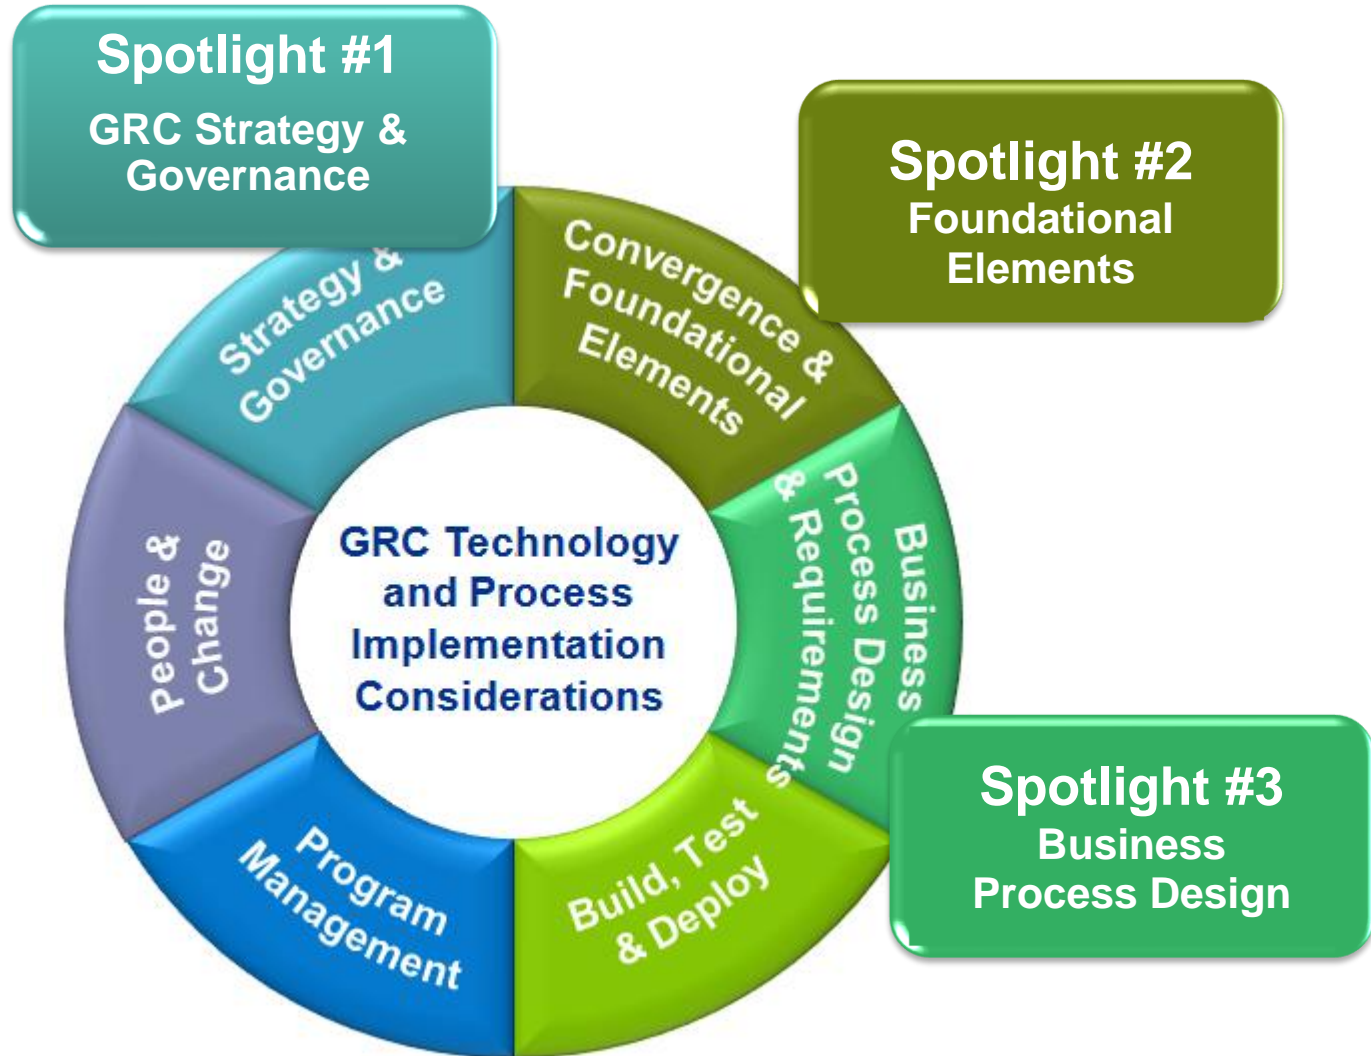 Spotlight #1
GRC Strategy &
Governance
Spotlight #2
Foundational
Elements
Strategy &
Governance
Convergence &
Foundational
Elements
Business
Process Design
& Requirements
People &
Change
GRC Technology
and Process
Implementation
Considerations
Spotlight #3
Business
Process Design
Program
Management
Build, Test
& Deploy